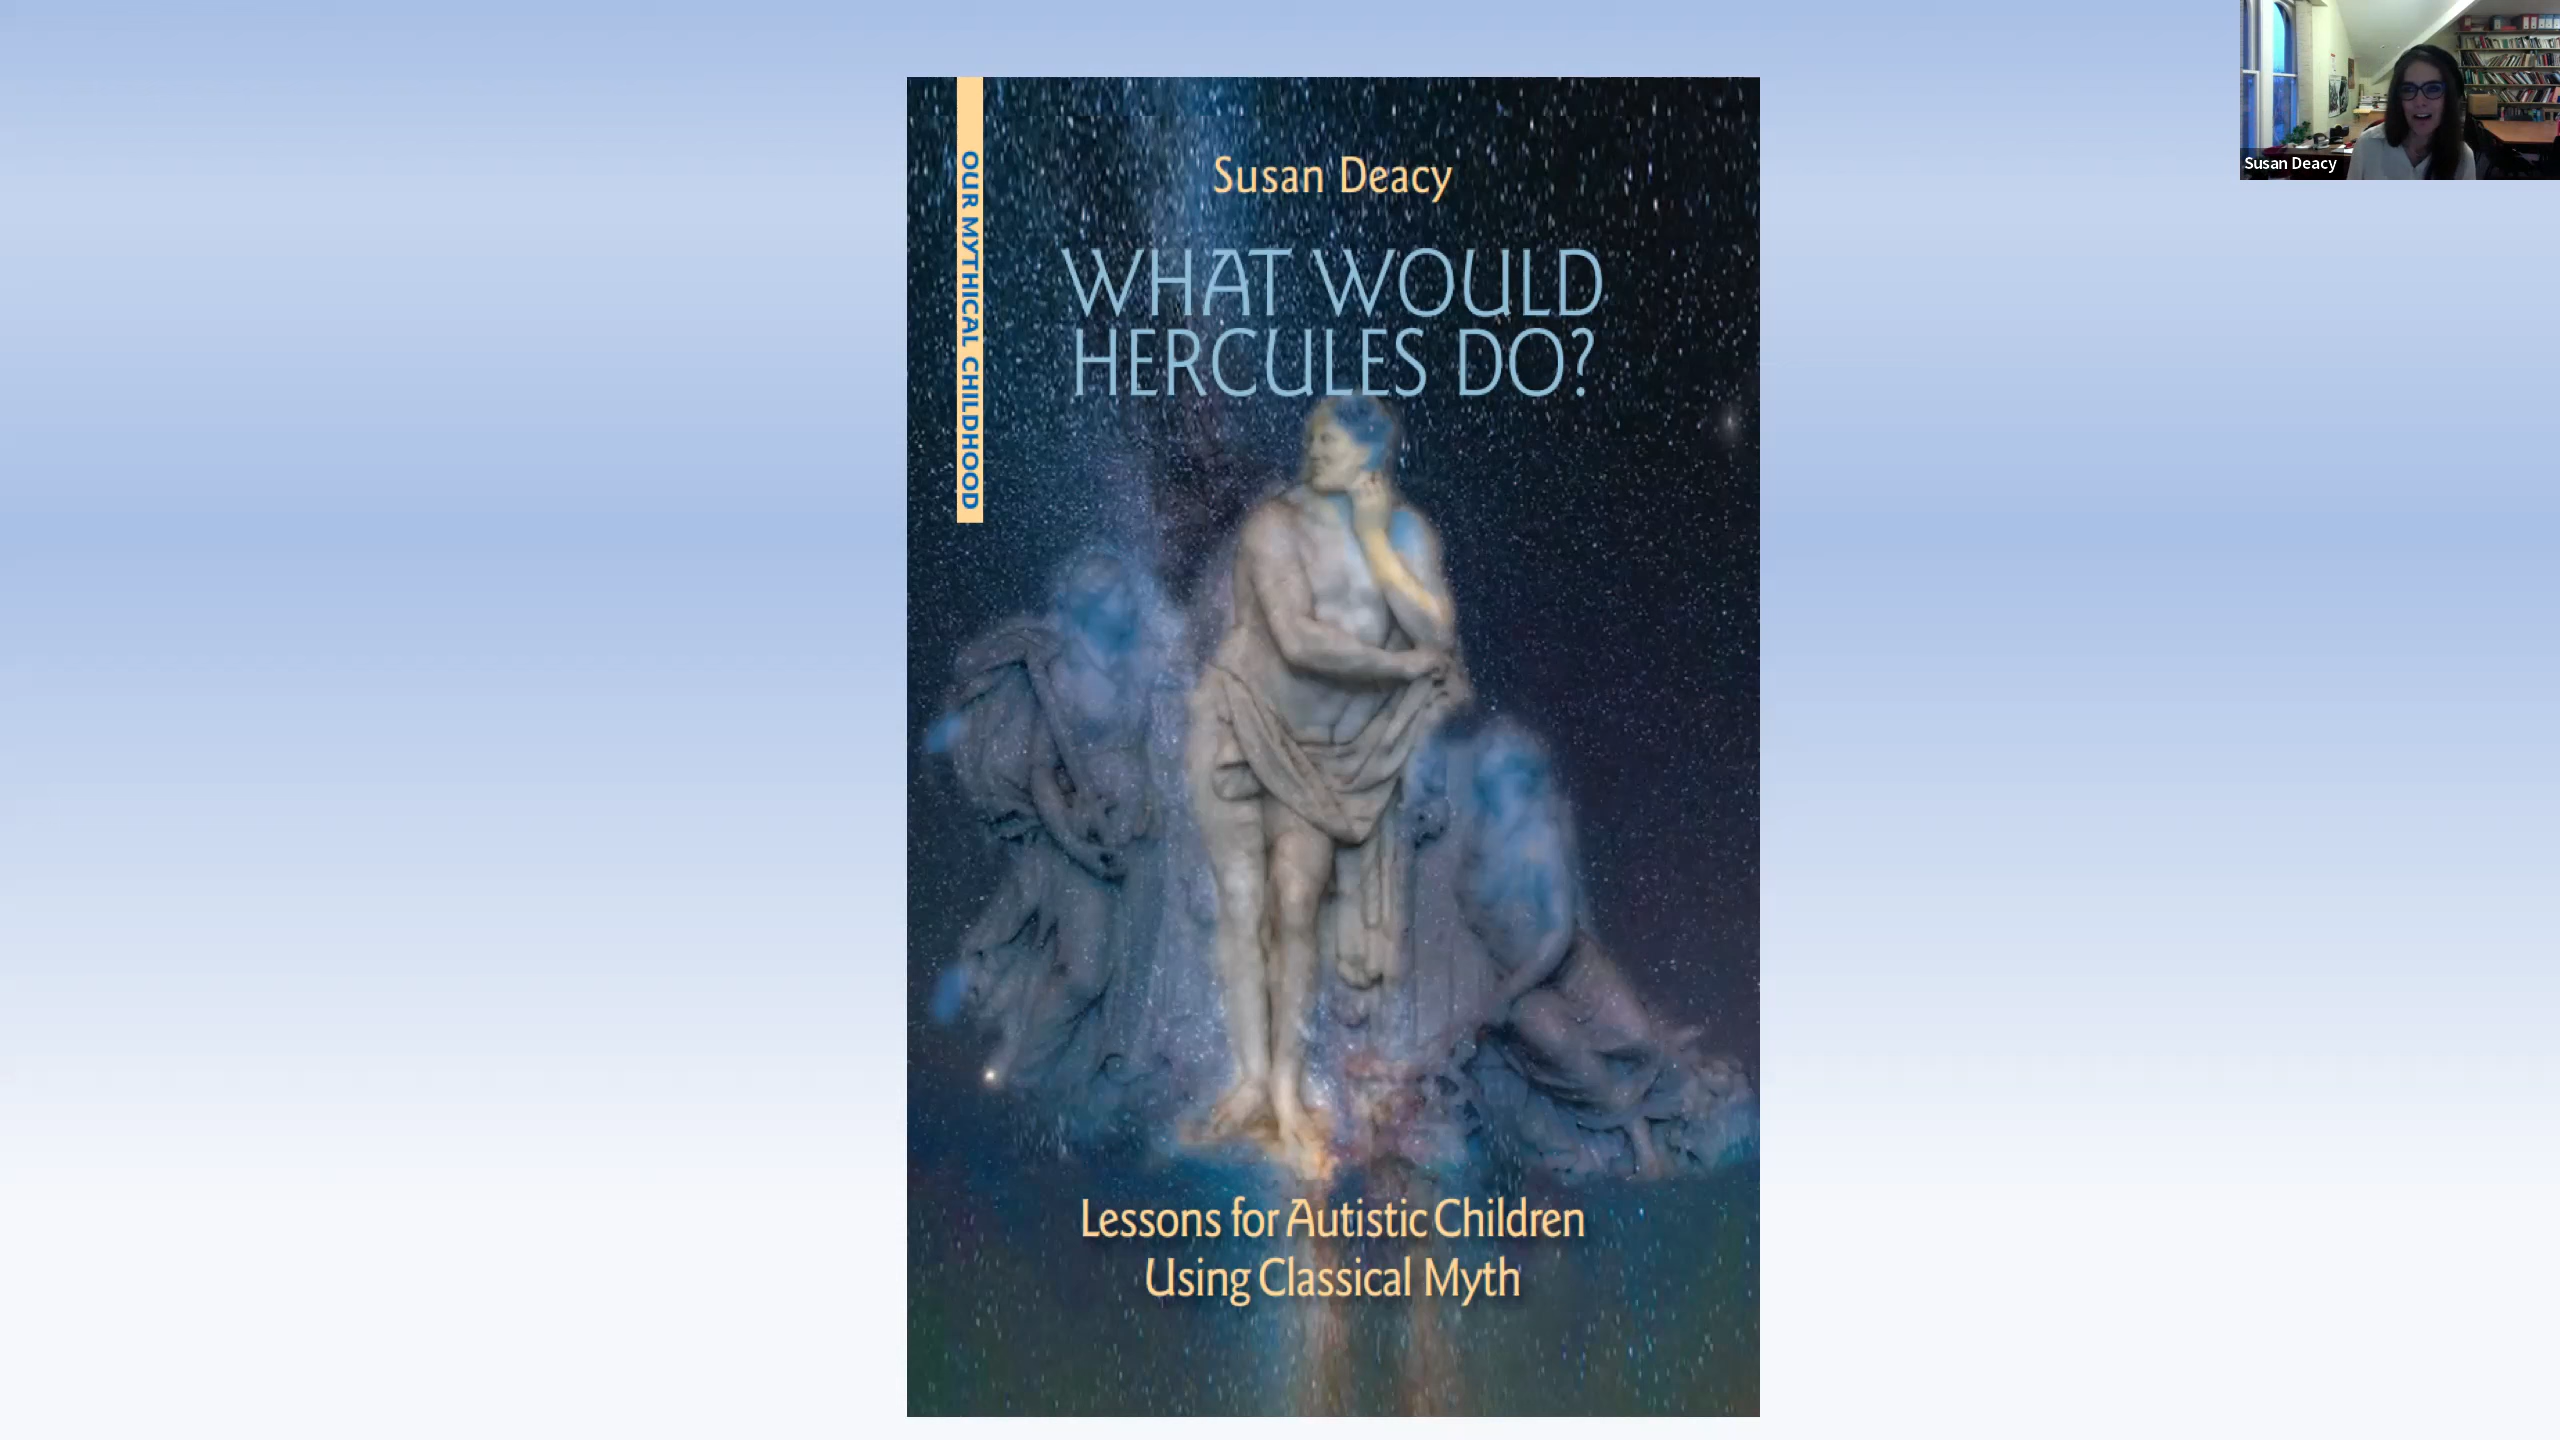 OUR MYTHICAL CHILDHOOD
Susan Deacy
WHAT WOULD
HERCULES DO?
Lessons for Autistic Children
Using Classical Myth
Susan Deacy